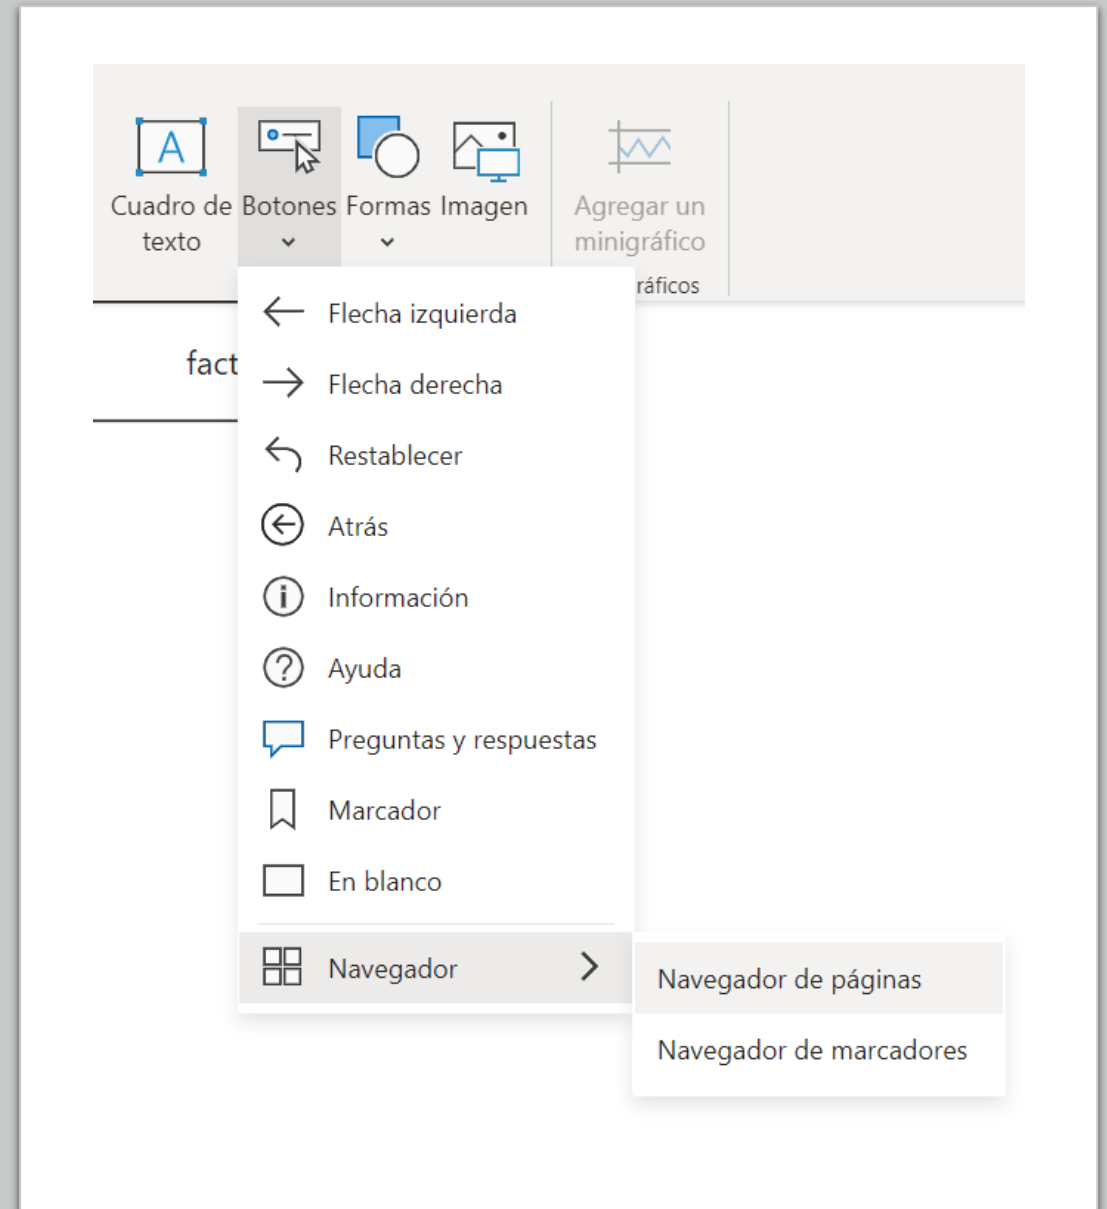 A
Cuadro de texto
Botones
Formas
Imagen
Agregar un minigráfico
ráficos
fact
Flecha izquierda
Flecha derecha
Restablecer
Atrás
Información
Ayuda
Preguntas y respuestas
Marcador
En blanco
Navegador
Navegador de páginas
Navegador de marcadores